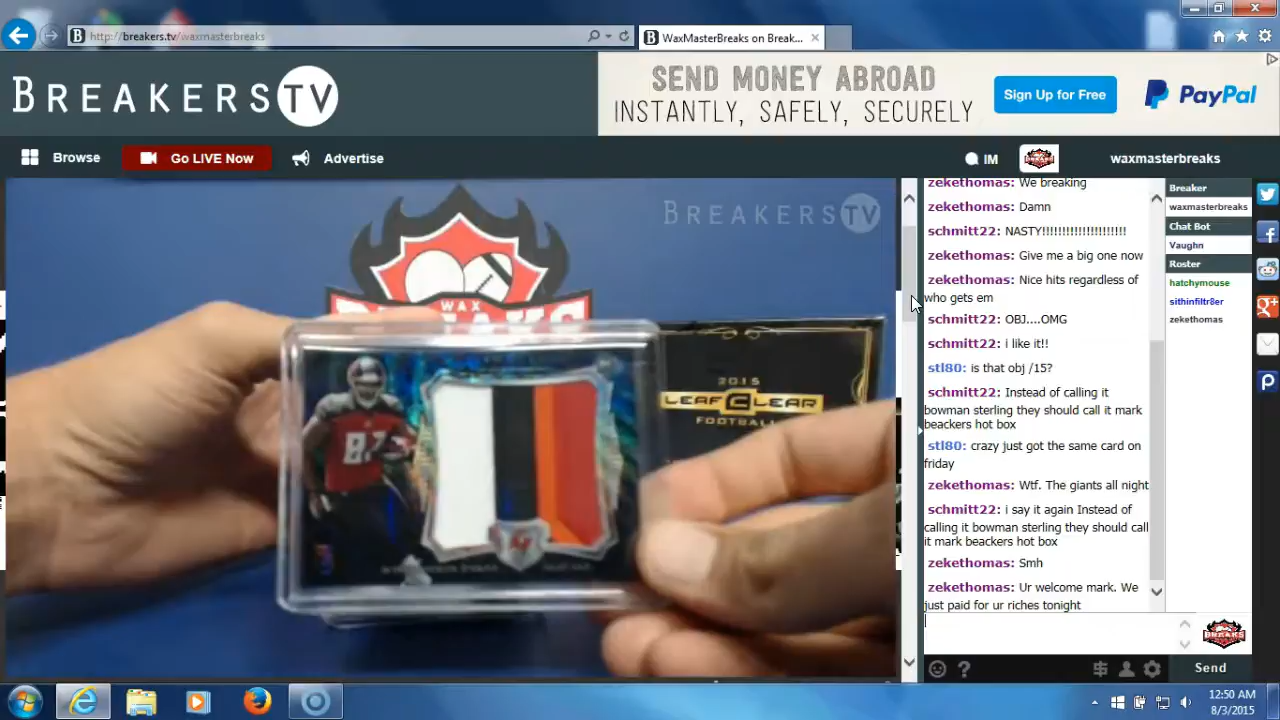 http://breakers.tv/waxmasterbreaks
WaxMasterBreaks on Break...
BREAKERS TV
SEND MONEY ABROAD
INSTANTLY, SAFELY, SECURELY
Sign Up for Free
PayPal
Browse
Go LIVE Now
Advertise
IM
waxmasterbreaks
BREAKERS TV
WAX
2015
LEAF CLEAR
FOOTBALL
87
zekethomas: We breaking
zekethomas: Damn
schmitt22: NASTY!!!!!!!!!!!!!!!!!!!!!
zekethomas: Give me a big one now
zekethomas: Nice hits regardless of
who gets em
schmitt22: OBJ....OMG
schmitt22: i like it!!
stl80: is that obj /15?
schmitt22: Instead of calling it
bowman sterling they should call it mark
beackers hot box
stl80: crazy just got the same card on
friday
zekethomas: Wtf. The giants all night
schmitt22: i say it again Instead of
calling it bowman sterling they should call
it mark beackers hot box
zekethomas: Smh
zekethomas: Ur welcome mark. We
just paid for ur riches tonight
Breaker
waxmasterbreaks
Chat Bot
Vaughn
Roster
hatchymouse
sithinfiltr8er
zekethomas
BREAKS
Send
12:50 AM
8/3/2015